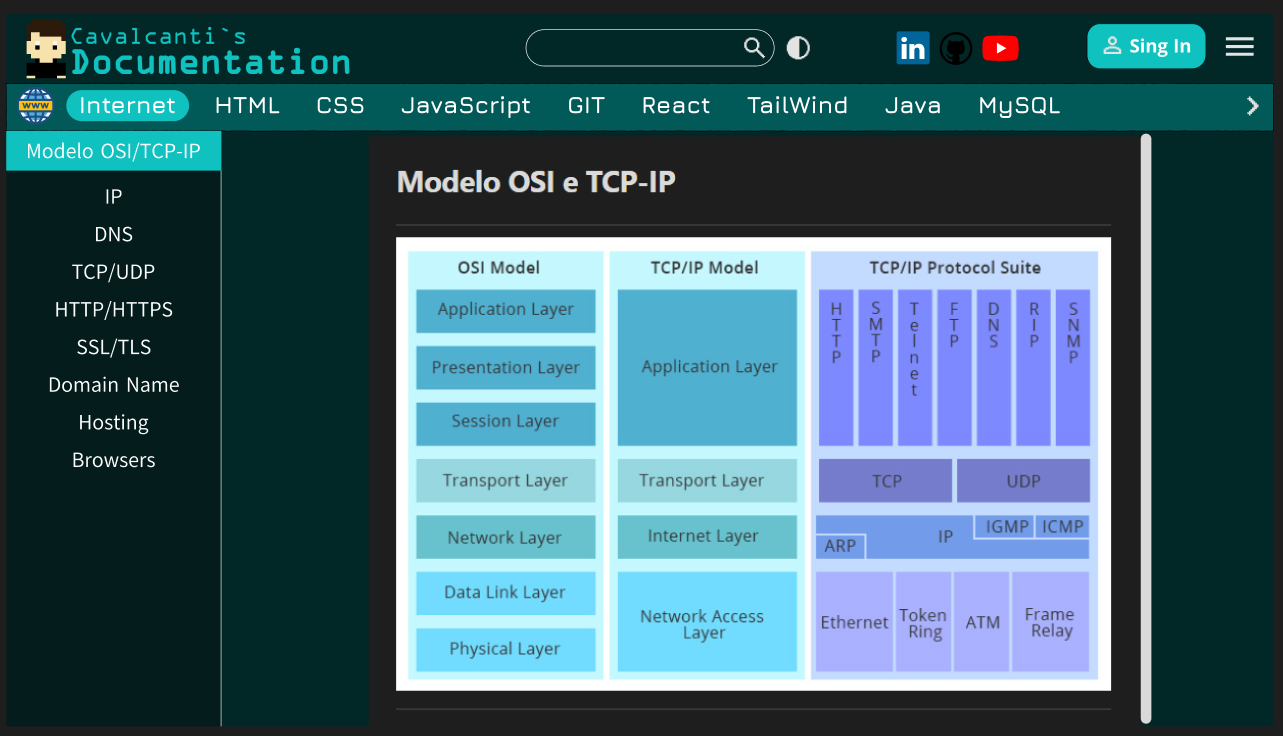 Cavalcanti`s
Documentation
in
Sing In
WWW
Internet
HTML
CSS
JavaScript
GIT
React
TailWind
Java
MySQL
Modelo OSI/TCP-IP
IP
DNS
TCP/UDP
HTTP/HTTPS
SSL/TLS
Domain Name
Hosting
Browsers
Modelo OSI e TCP-IP
OSI Model
Application Layer
Presentation Layer
Session Layer
Transport Layer
Network Layer
Data Link Layer
Physical Layer
TCP/IP Model
Application Layer
Transport Layer
Internet Layer
Network Access
Layer
TCP/IP Protocol Suite
HTTP
SMTP
Telnet
FTP
DNS
RIP
SNMP
TCP
UDP
ARP
IP
IGMP
ICMP
Ethernet
Token
Ring
ATM
Frame
Relay